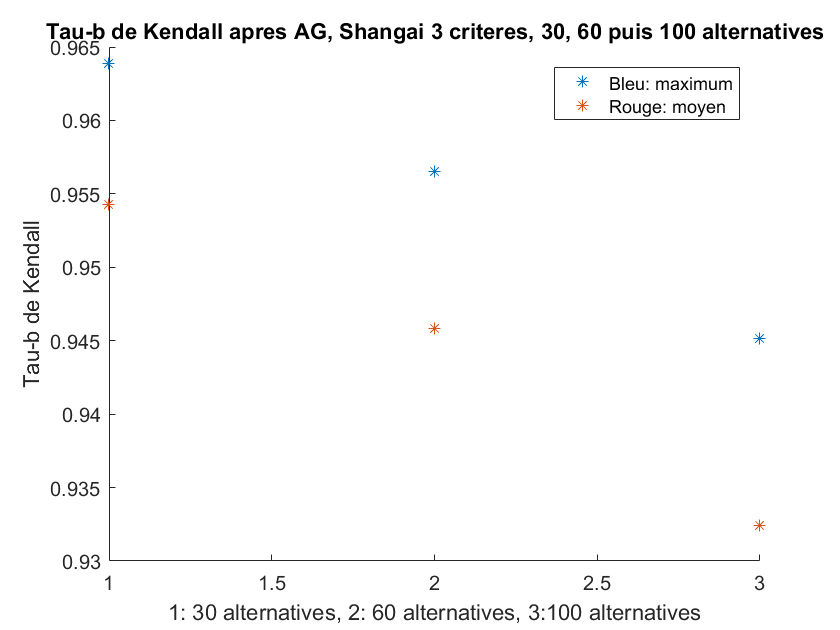 Tau-b de Kendall apres AG, Shangai 3 criteres, 30, 60 puis 100 alternatives
Bleu: maximum
Rouge: moyen
Tau-b de Kendall
0.965
0.96
0.955
0.95
0.945
0.94
0.935
0.93
1
1.5
2
2.5
3
1: 30 alternatives, 2: 60 alternatives, 3:100 alternatives